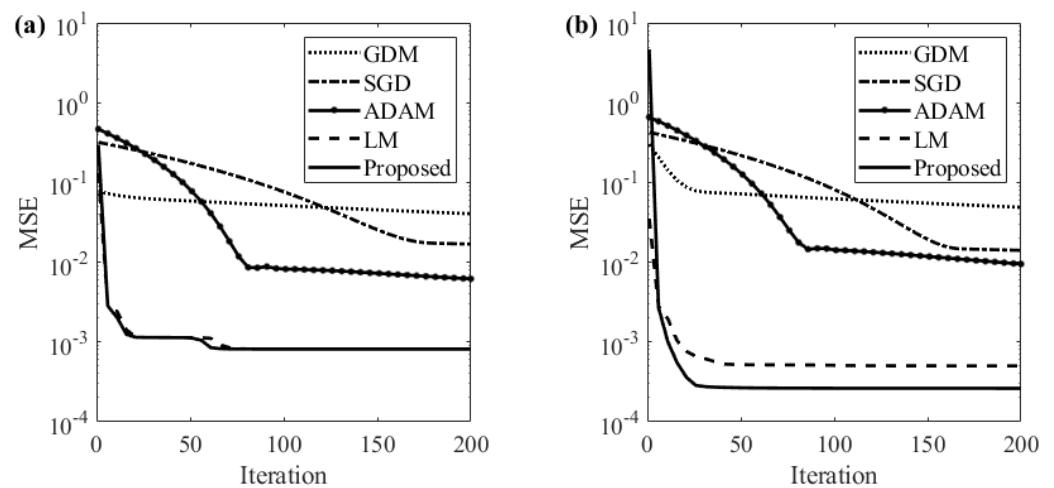 (a)
MSE
10^1
10^0
10^-1
10^-2
10^-3
10^-4
GDM
SGD
ADAM
LM
Proposed
0 50 100 150 200
Iteration
(b)
MSE
10^1
10^0
10^-1
10^-2
10^-3
10^-4
GDM
SGD
ADAM
LM
Proposed
0 50 100 150 200
Iteration